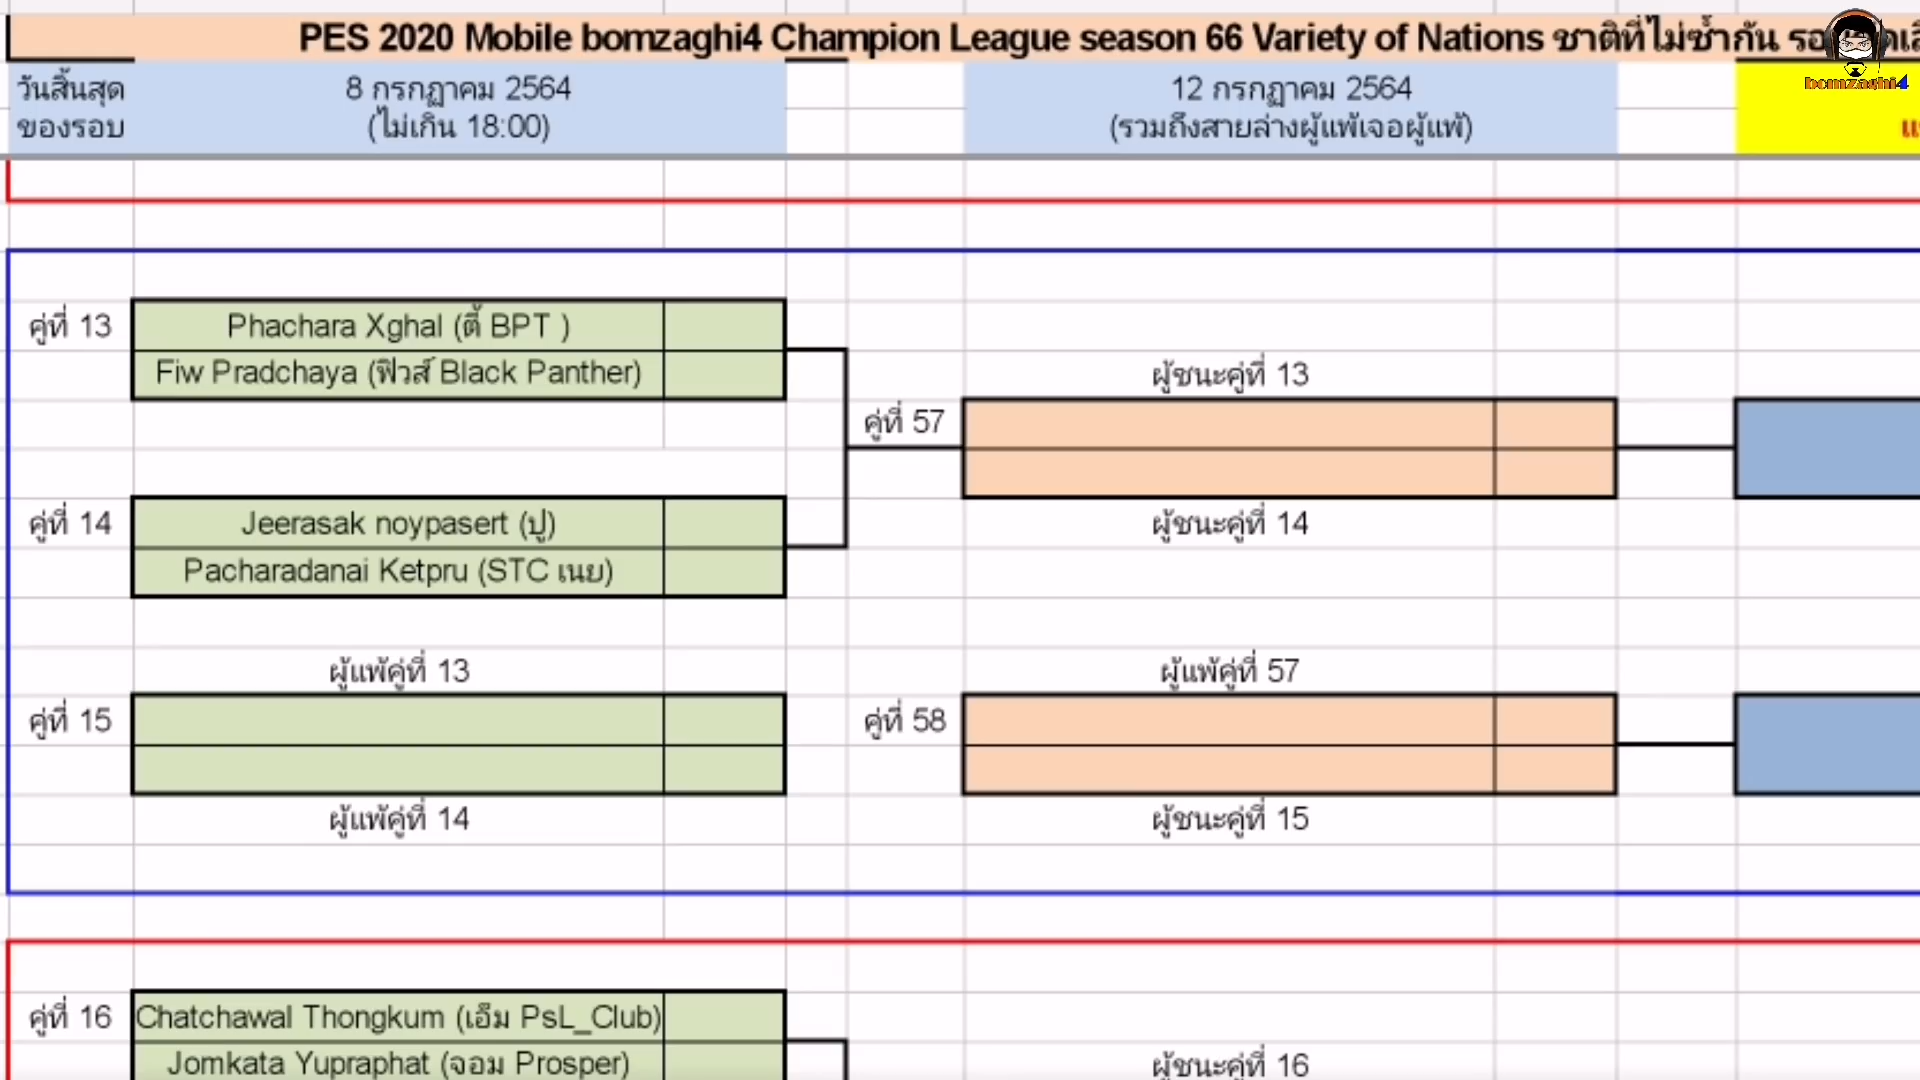 PES 2020 Mobile bomzaghi4 Champion League season 66 Variety of Nations ชาติที่ไม่ซ้ำกัน
bomzaghi4
วันสิ้นสุด
ของรอบ
8 กรกฏาคม 2564
(ไม่เกิน 18:00)
12 กรกฏาคม 2564
(รวมถึงสายล่างผู้แพ้เจอผู้แพ้)
คู่ที่ 13
Phachara Xghal (ตี้ BPT )
Fiw Pradchaya (ฟิวส์ Black Panther)
ผู้ชนะคู่ที่ 13
คู่ที่ 57
คู่ที่ 14
Jeerasak noypasert (ปู)
ผู้ชนะคู่ที่ 14
Pacharadanai Ketpru (STC เนย)
ผู้แพ้คู่ที่ 13
ผู้แพ้คู่ที่ 57
คู่ที่ 15
คู่ที่ 58
ผู้แพ้คู่ที่ 14
ผู้ชนะคู่ที่ 15
คู่ที่ 16
Chatchawal Thongkum (เอ็ม PsL_Club)
Jomkata Yupraphat (จอม Prosper)
ผู้ชนะคู่ที่ 16